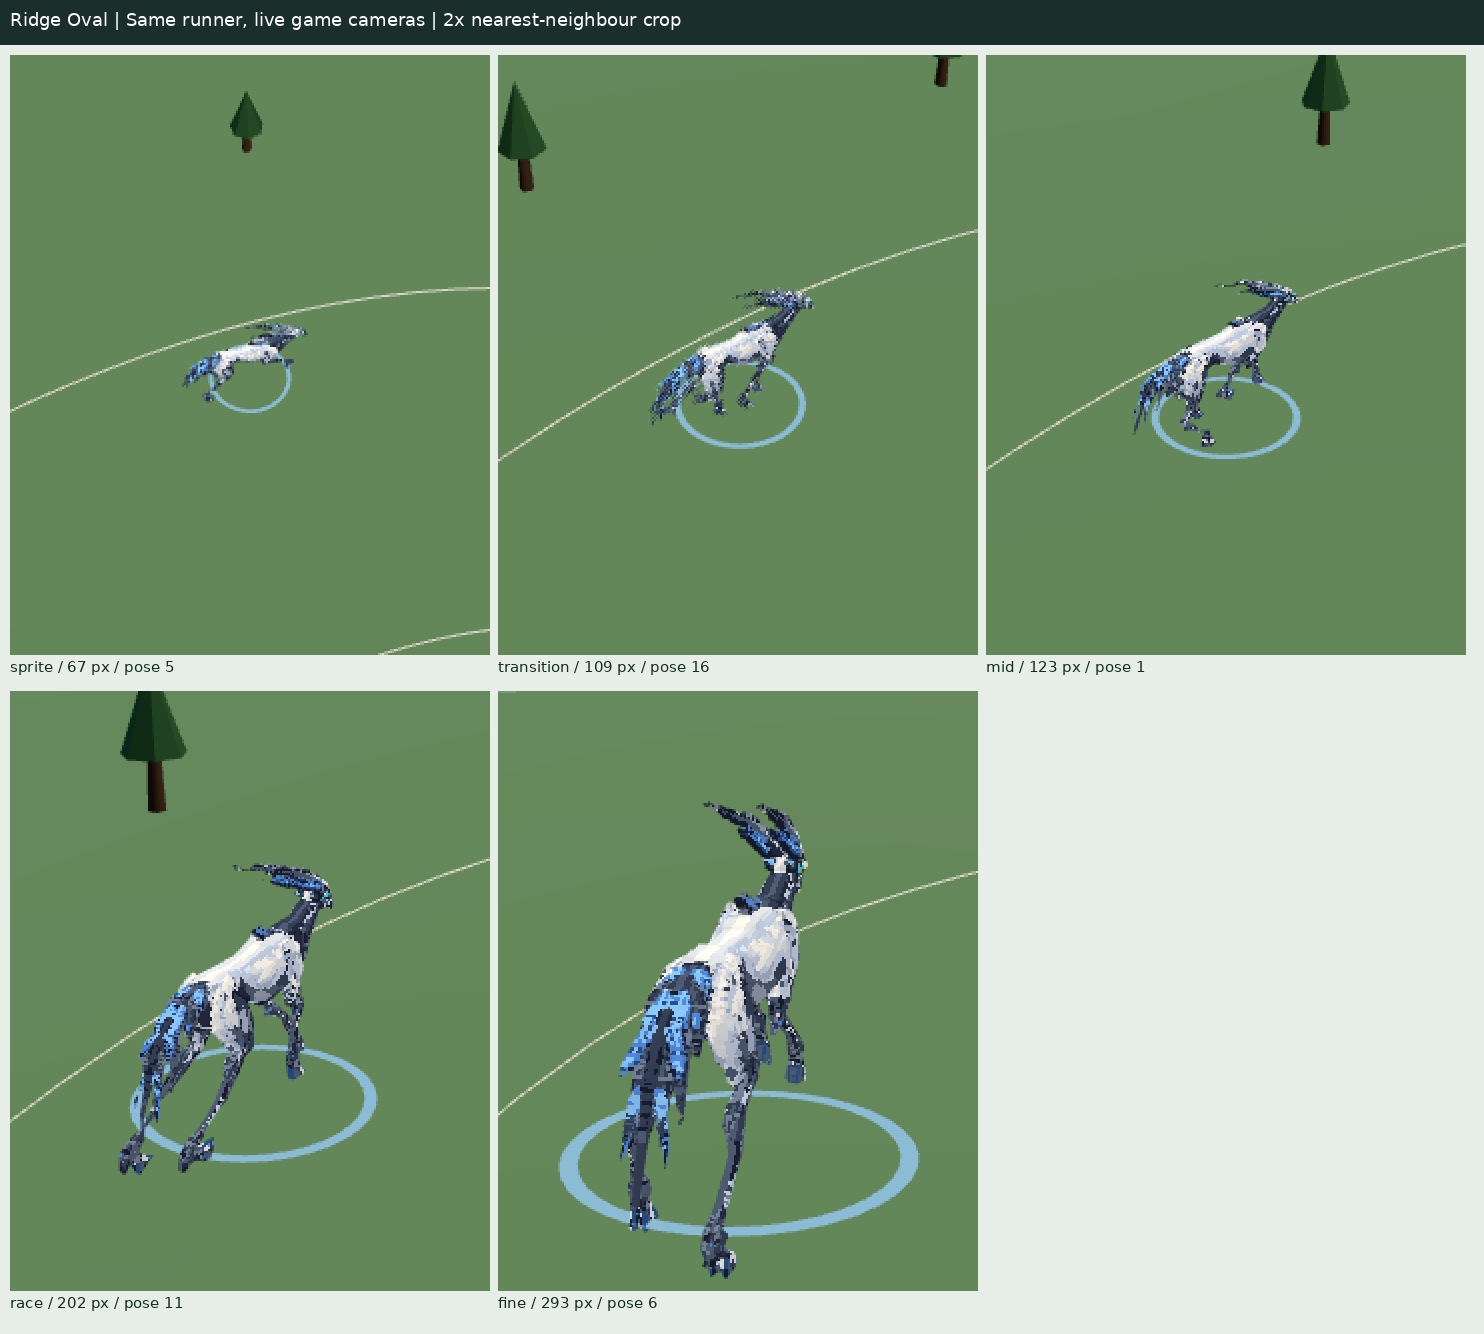 Ridge Oval | Same runner, live game cameras | 2x nearest-neighbour crop
sprite / 67 px / pose 5
transition / 109 px / pose 16
mid / 123 px / pose 1
race / 202 px / pose 11
fine / 293 px / pose 6